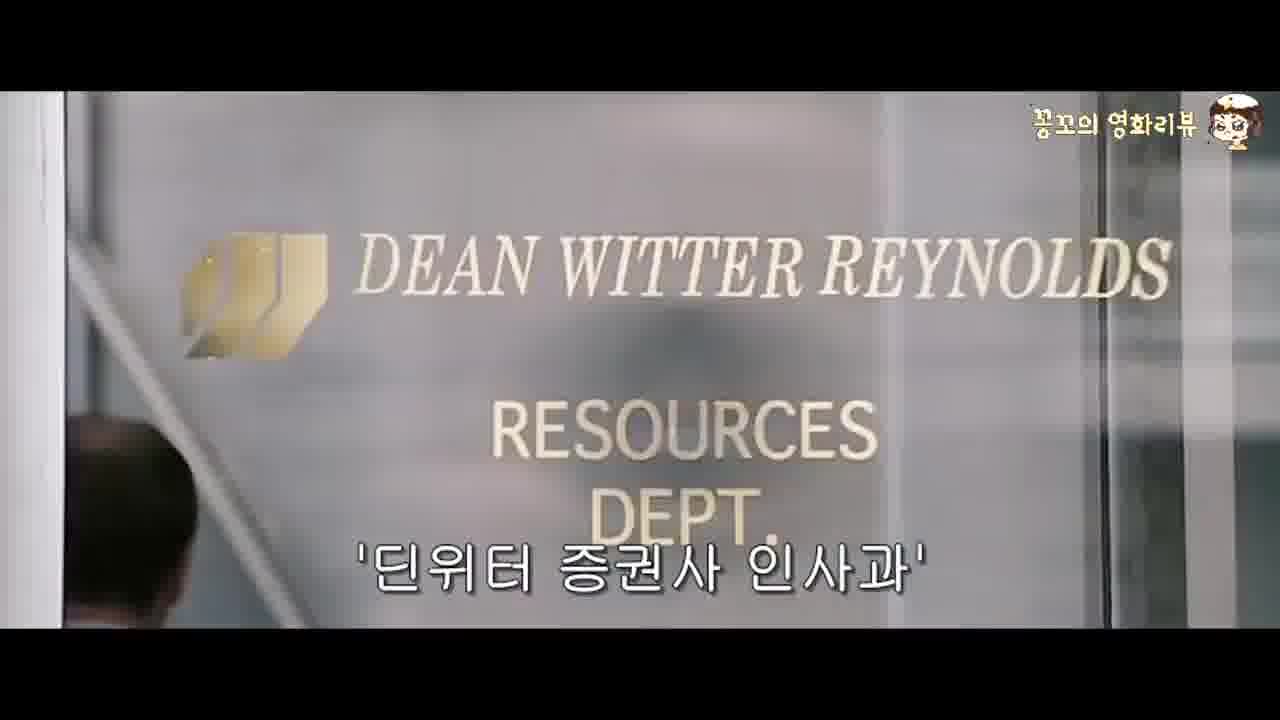 꽁꼬의 영화리뷰
DEAN WITTER REYNOLDS
RESOURCES
DEPT.
'딘위터 증권사 인사과'